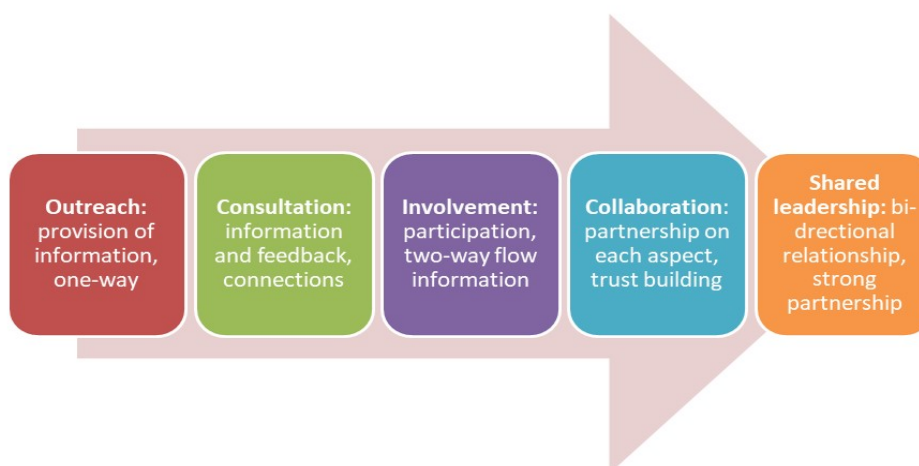 Outreach:
provision of
information,
one-way
Consultation:
information
and feedback,
connections
Involvement:
participation,
two-way flow
information
Collaboration:
partnership on
each aspect,
trust building
Shared
leadership: bi-
directional
relationship,
strong
partnership